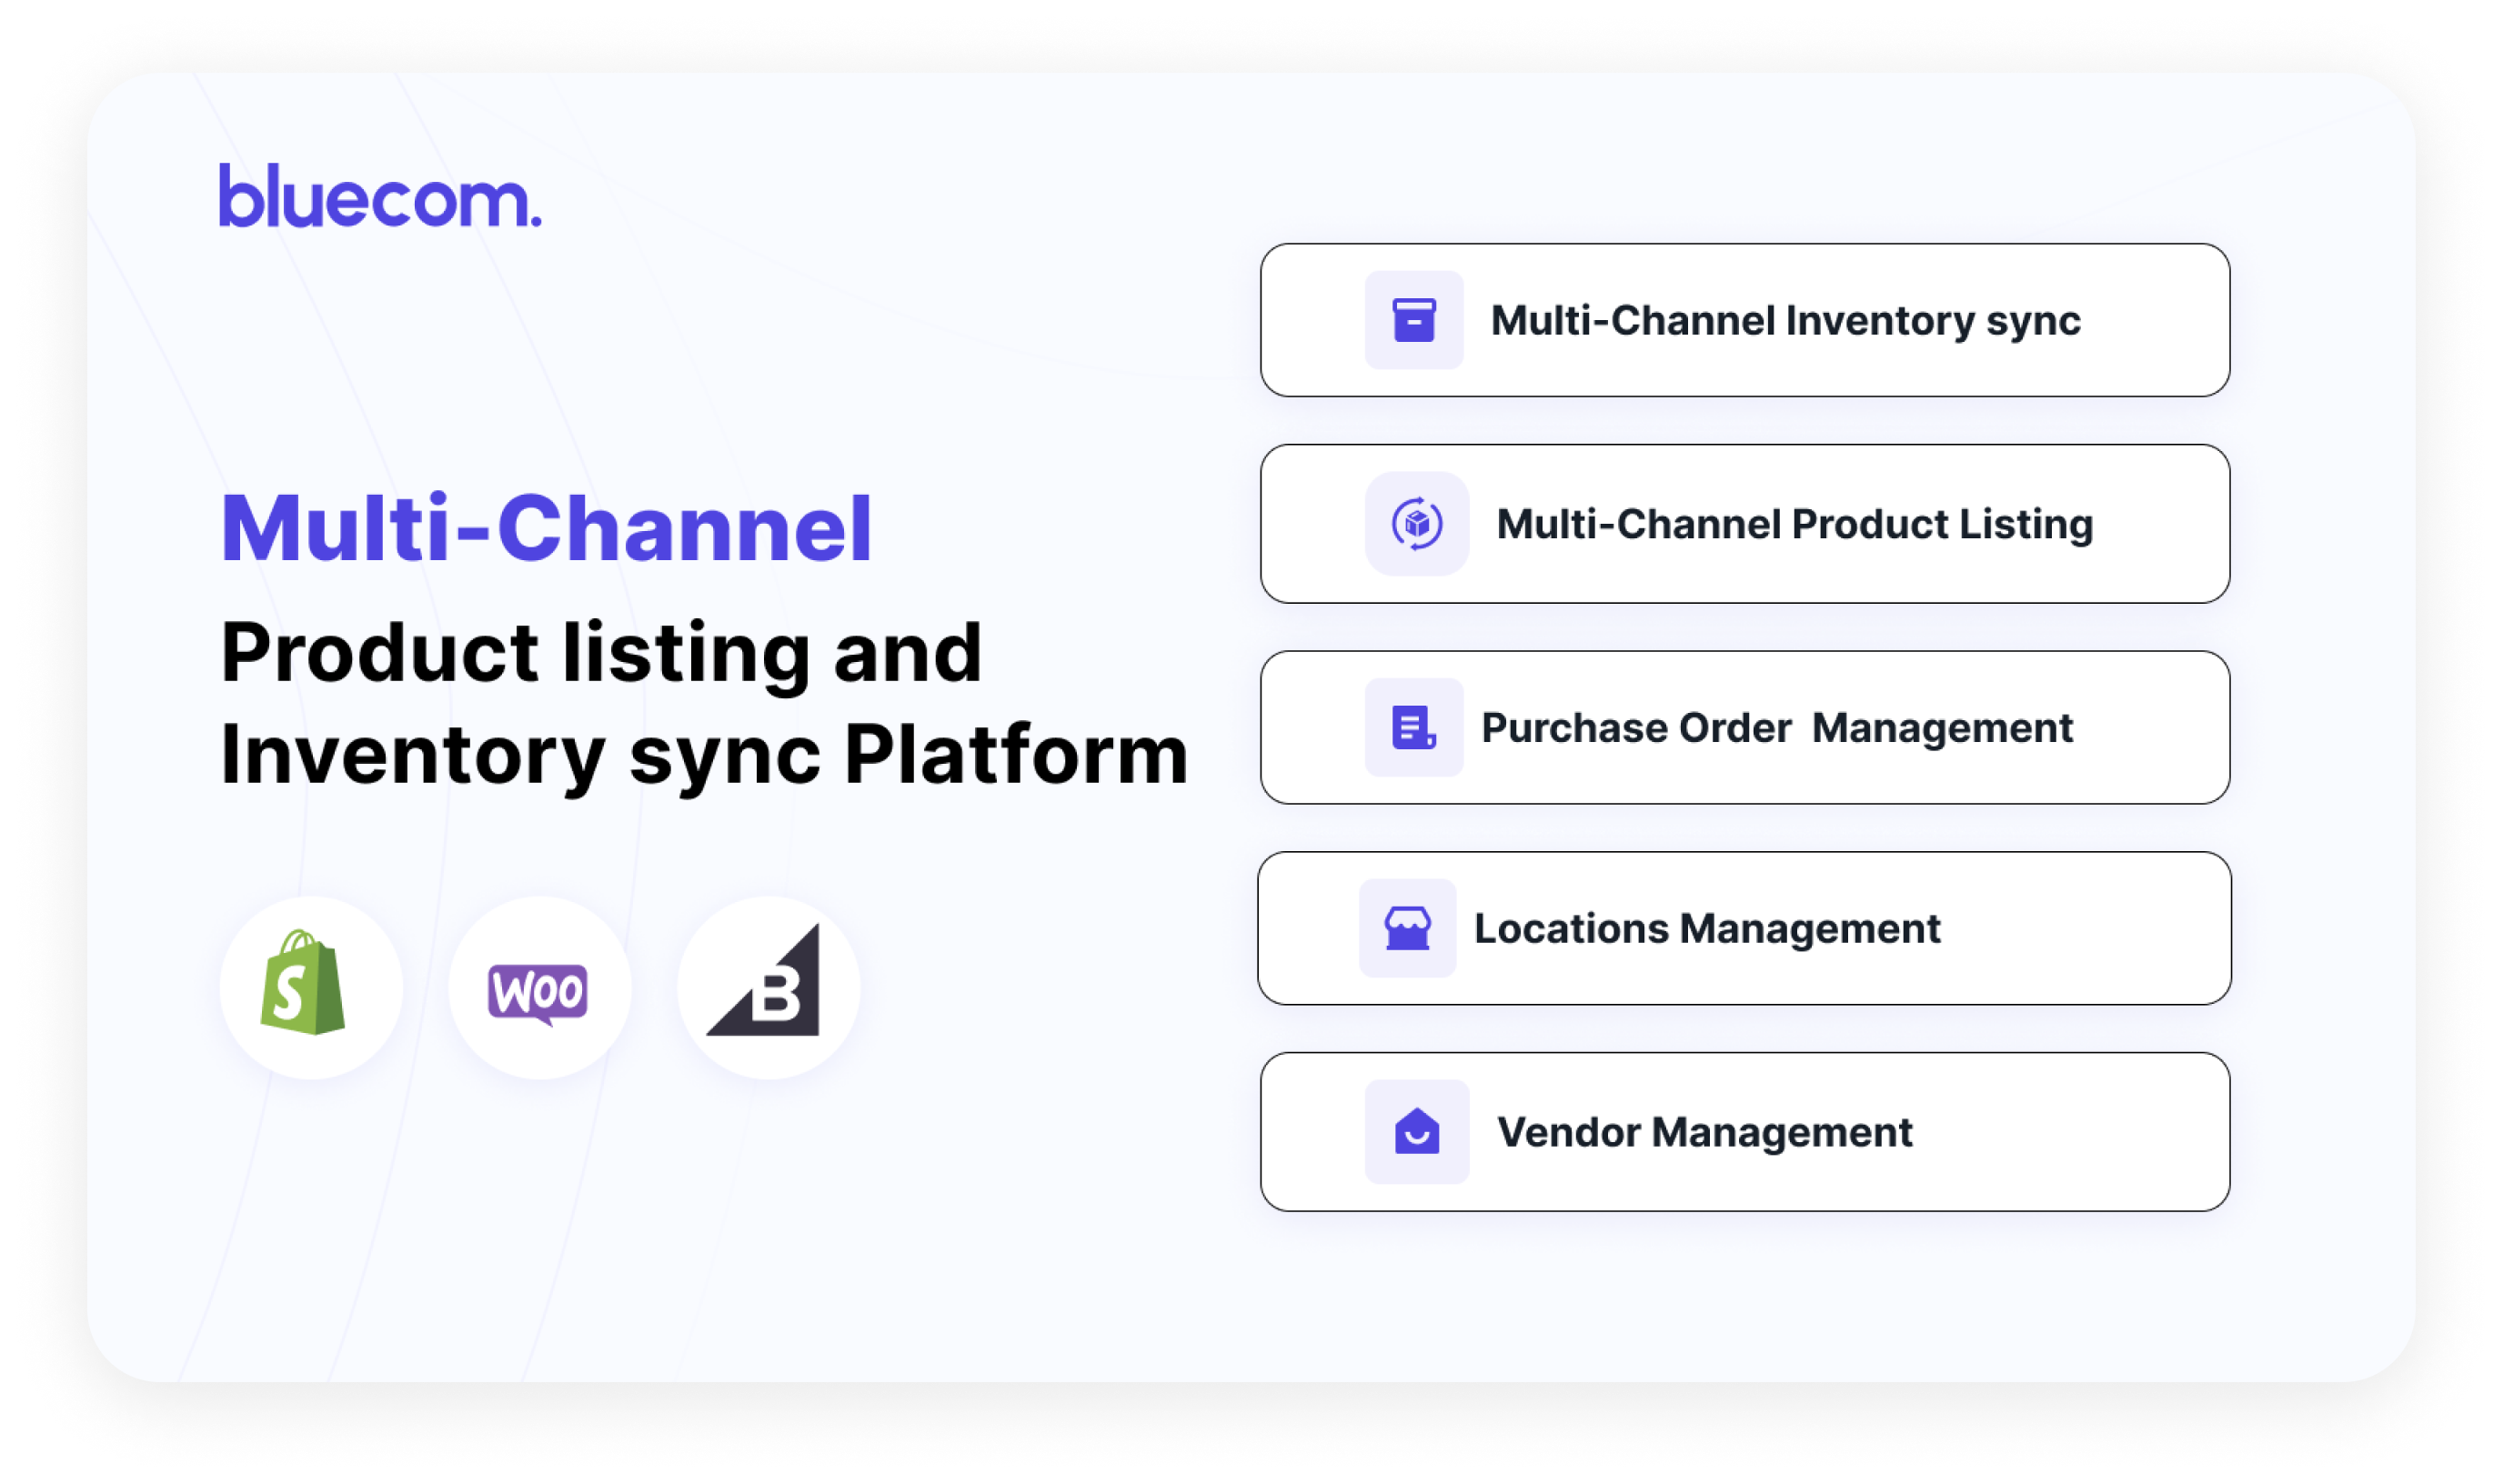 bluecom.
Multi-Channel
Product listing and
Inventory sync Platform
S
Woo
B
Multi-Channel Inventory sync
Multi-Channel Product Listing
Purchase Order  Management
Locations Management
Vendor Management